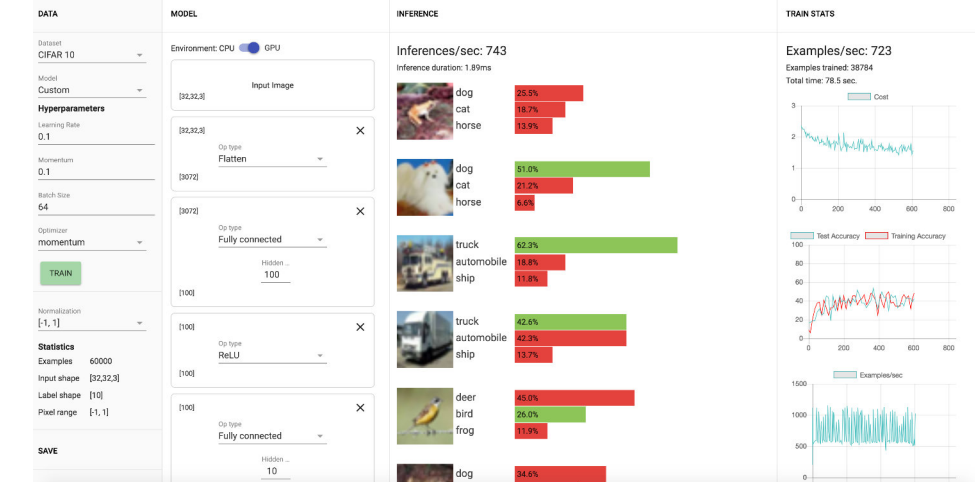 DATA
Dataset
CIFAR 10
Model
Custom
Hyperparameters
Learning Rate
0.1
Momentum
0.1
Batch Size
64
Optimizer
momentum
TRAIN
Normalization
[-1, 1]
Statistics
Examples 60000
Input shape [32,32,3]
Label shape [10]
Pixel range [-1, 1]
SAVE
MODEL
Environment: CPU GPU
Input Image
[32,32,3]
[32,32,3]
Op type
Flatten
[3072]
[3072]
Op type
Fully connected
Hidden ...
100
[100]
[100]
Op type
ReLU
[100]
[100]
Op type
Fully connected
Hidden ...
10
INFERENCE
Inferences/sec: 743
Inference duration: 1.89ms
dog 25.5%
cat 18.7%
horse 13.9%
dog 51.0%
cat 21.2%
horse 6.6%
truck 62.3%
automobile 18.8%
ship 11.8%
truck 42.6%
automobile 42.3%
ship 13.7%
deer 45.0%
bird 26.0%
frog 11.9%
dog 34.6%
TRAIN STATS
Examples/sec: 723
Examples trained: 38784
Total time: 78.5 sec.
Cost
3
2
1
0
0 200 400 600 800
Test Accuracy Training Accuracy
100
80
60
40
20
0
0 200 400 600 800
Examples/sec
1500
1000
500
0